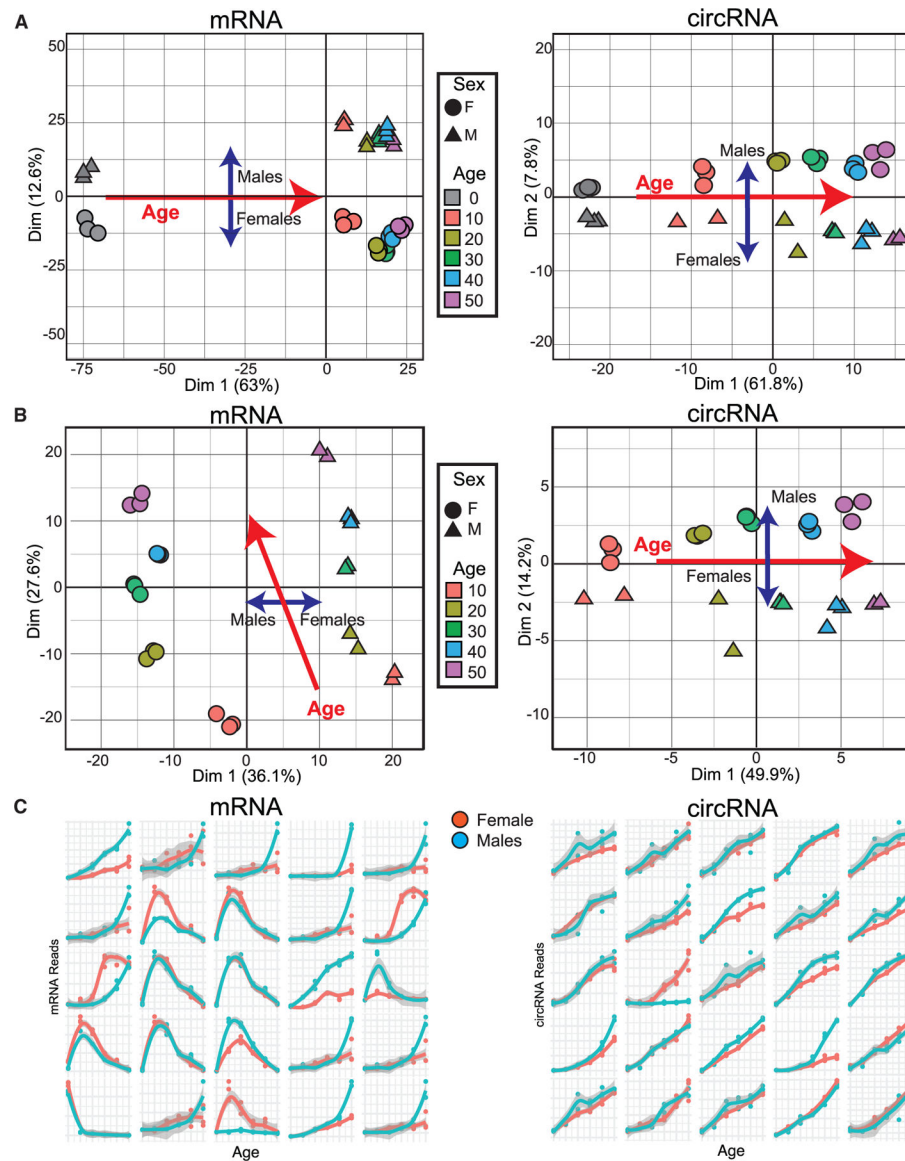 A
mRNA
circRNA
50
25
0
-25
-50
Dim (12.6%)
Males
Age
Females
-75
-50
-25
0
25
Dim 1 (63%)
Sex
F
M
Age
0
10
20
30
40
50
20
10
0
-10
-20
Dim 2 (7.8%)
Males
Age
Females
-20
-10
0
10
Dim 1 (61.8%)
B
mRNA
circRNA
20
10
0
-10
-20
Dim (27.6%)
Males
Females
Age
-20
-10
0
10
20
Dim 1 (36.1%)
Sex
F
M
Age
10
20
30
40
50
5
0
-5
-10
Dim 2 (14.2%)
Males
Age
Females
-10
-5
0
5
Dim 1 (49.9%)
C
mRNA
Female
Males
circRNA
mRNA Reads
Age
circRNA Reads
Age